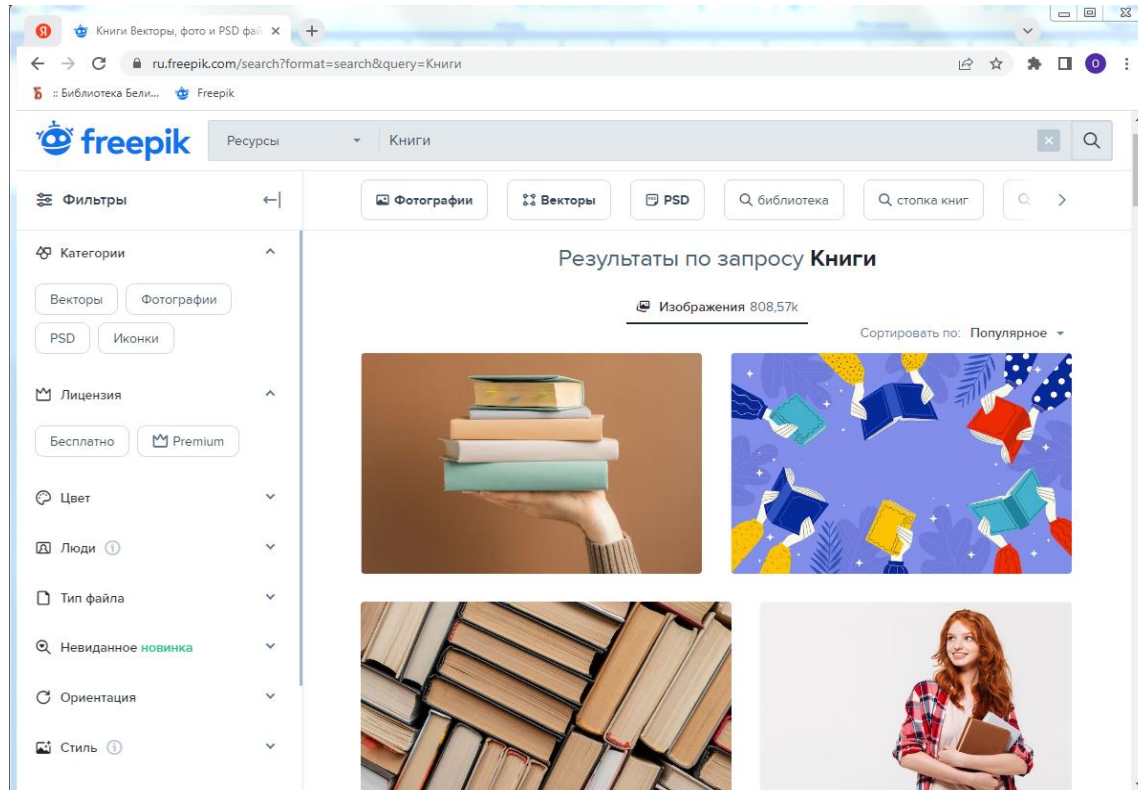 Книги Векторы, фото и PSD фай
ru.freepik.com/search?format=search&query=Книги
:: Библиотека Бели...
Freepik
freepik
Ресурсы
Книги
Фильтры
Фотографии
Векторы
PSD
библиотека
стопка книг
Категории
Векторы
Фотографии
PSD
Иконки
Результаты по запросу Книги
Изображения 808,57k
Сортировать по: Популярное
Лицензия
Бесплатно
Premium
Цвет
Люди
Тип файла
Невиданное новинка
Ориентация
Стиль